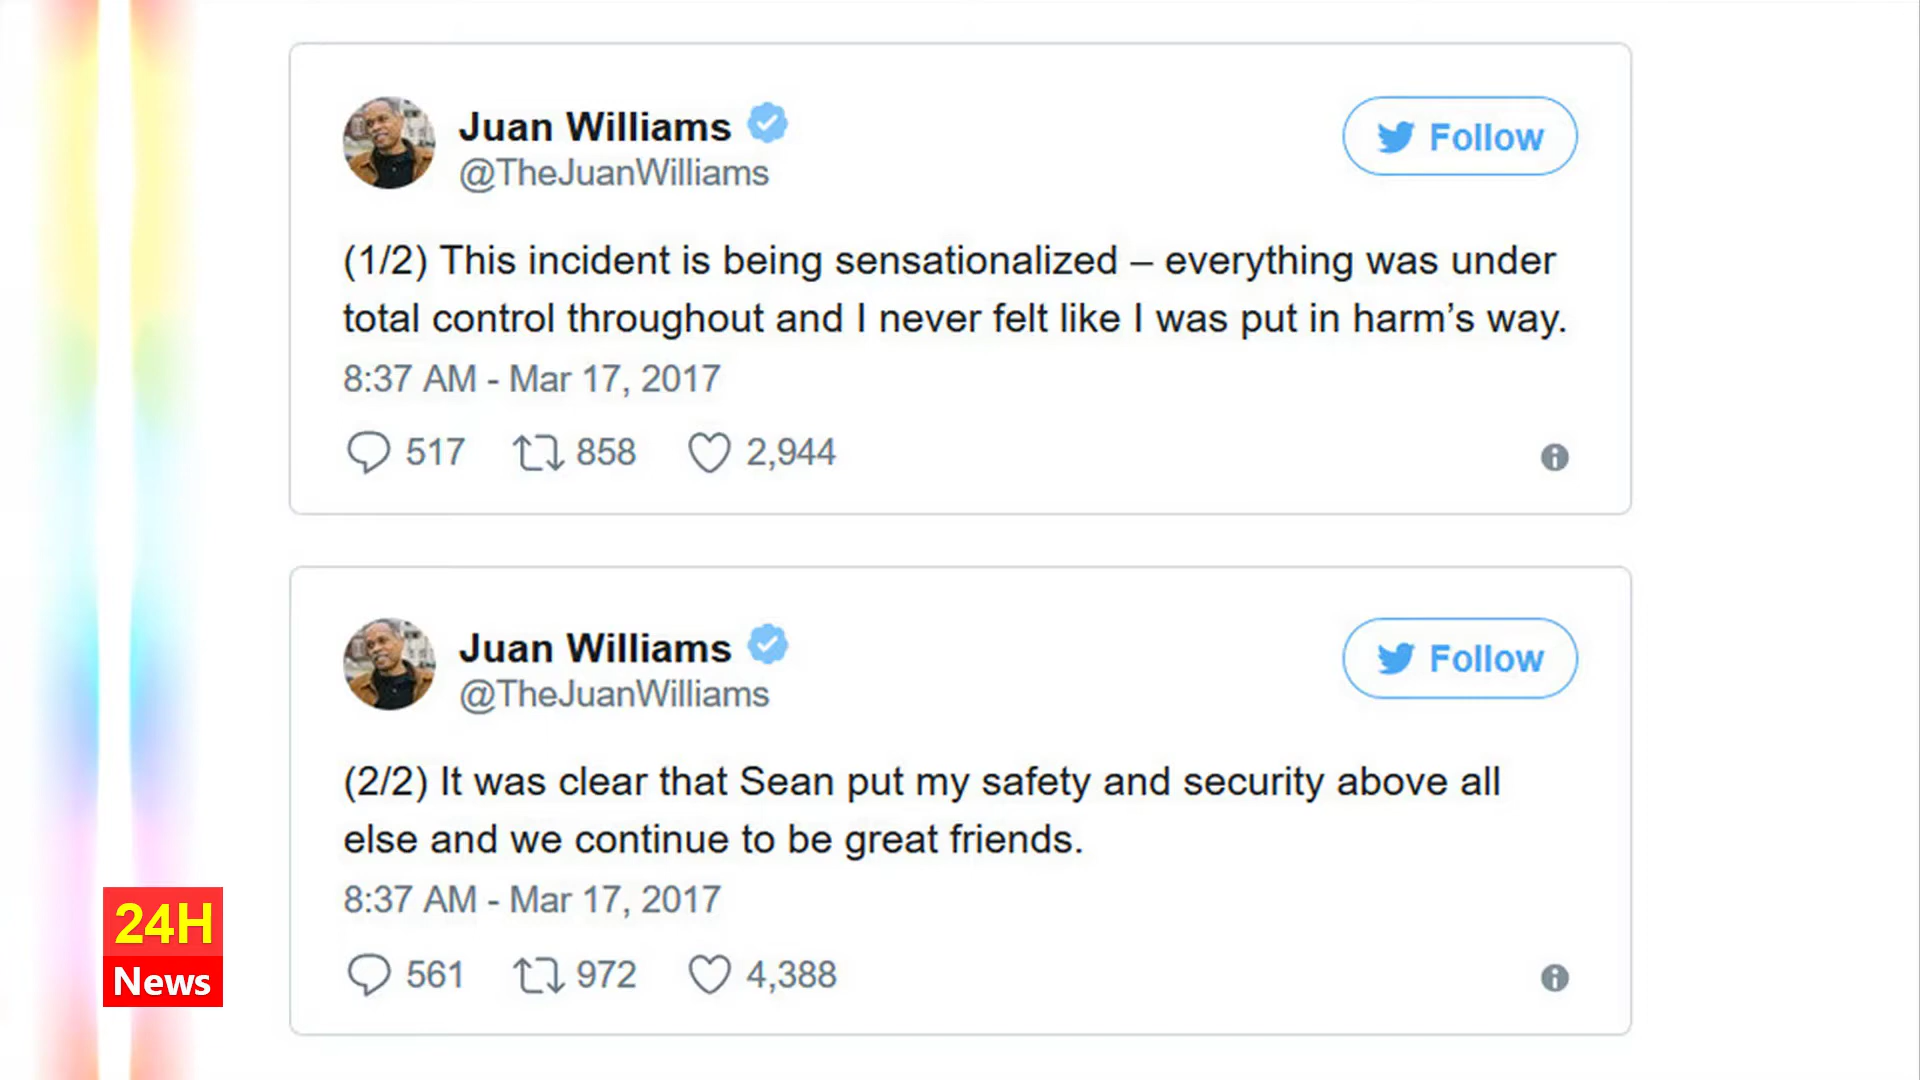 Juan Williams
@TheJuanWilliams
Follow
(1/2) This incident is being sensationalized – everything was under
total control throughout and I never felt like I was put in harm’s way.
8:37 AM - Mar 17, 2017
517 858 2,944
Juan Williams
@TheJuanWilliams
Follow
(2/2) It was clear that Sean put my safety and security above all
else and we continue to be great friends.
8:37 AM - Mar 17, 2017
561 972 4,388
24H
News